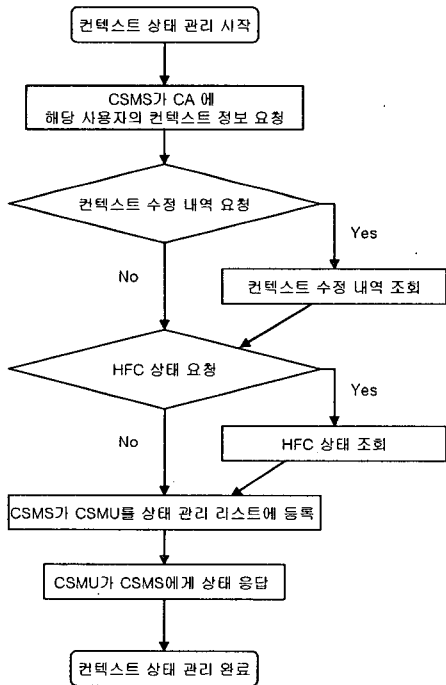 컨텍스트 상태 관리 시작
CSMS가 CA 에
해당 사용자의 컨텍스트 정보 요청
컨텍스트 수정 내역 요청
Yes
No
컨텍스트 수정 내역 조회
HFC 상태 요청
Yes
No
HFC 상태 조회
CSMS가 CSMU를 상태 관리 리스트에 등록
CSMU가 CSMS에게 상태 응답
컨텍스트 상태 관리 완료